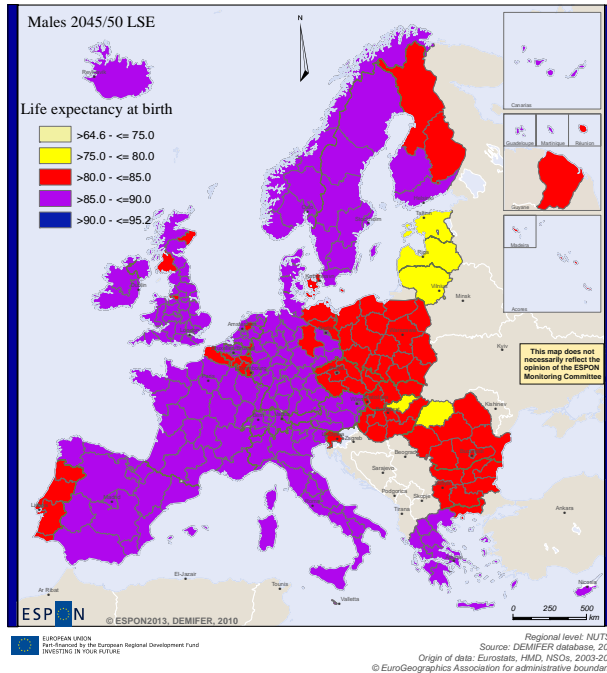 Males 2045/50 LSE
N
Life expectancy at birth
>64.6 - <= 75.0
>75.0 - <= 80.0
>80.0 - <=85.0
>85.0 - <=90.0
>90.0 - <=95.2
Canarias
Guadeloupe
Martinique
Réunion
Guyane
Madeira
Acores
Tallinn
Riga
Vilnius
Minsk
Kyiv
This map does not
necessarily reflect the
opinion of the ESPON
Monitoring Committee
Kishinev
Zagreb
Beograd
Sarajevo
Podgorica
Skopje
Tirana
Ankara
El-Jazair
Tounis
Ar Ribat
Valletta
Nicosia
0 250 500
km
ESPON
© ESPON2013, DEMIFER, 2010
EUROPEAN UNION
Part-financed by the European Regional Development Fund
INVESTING IN YOUR FUTURE
Regional level: NUTS
Source: DEMIFER database, 20
Origin of data: Eurostats, HMD, NSOs, 2003-20
© EuroGeographics Association for administrative boundar